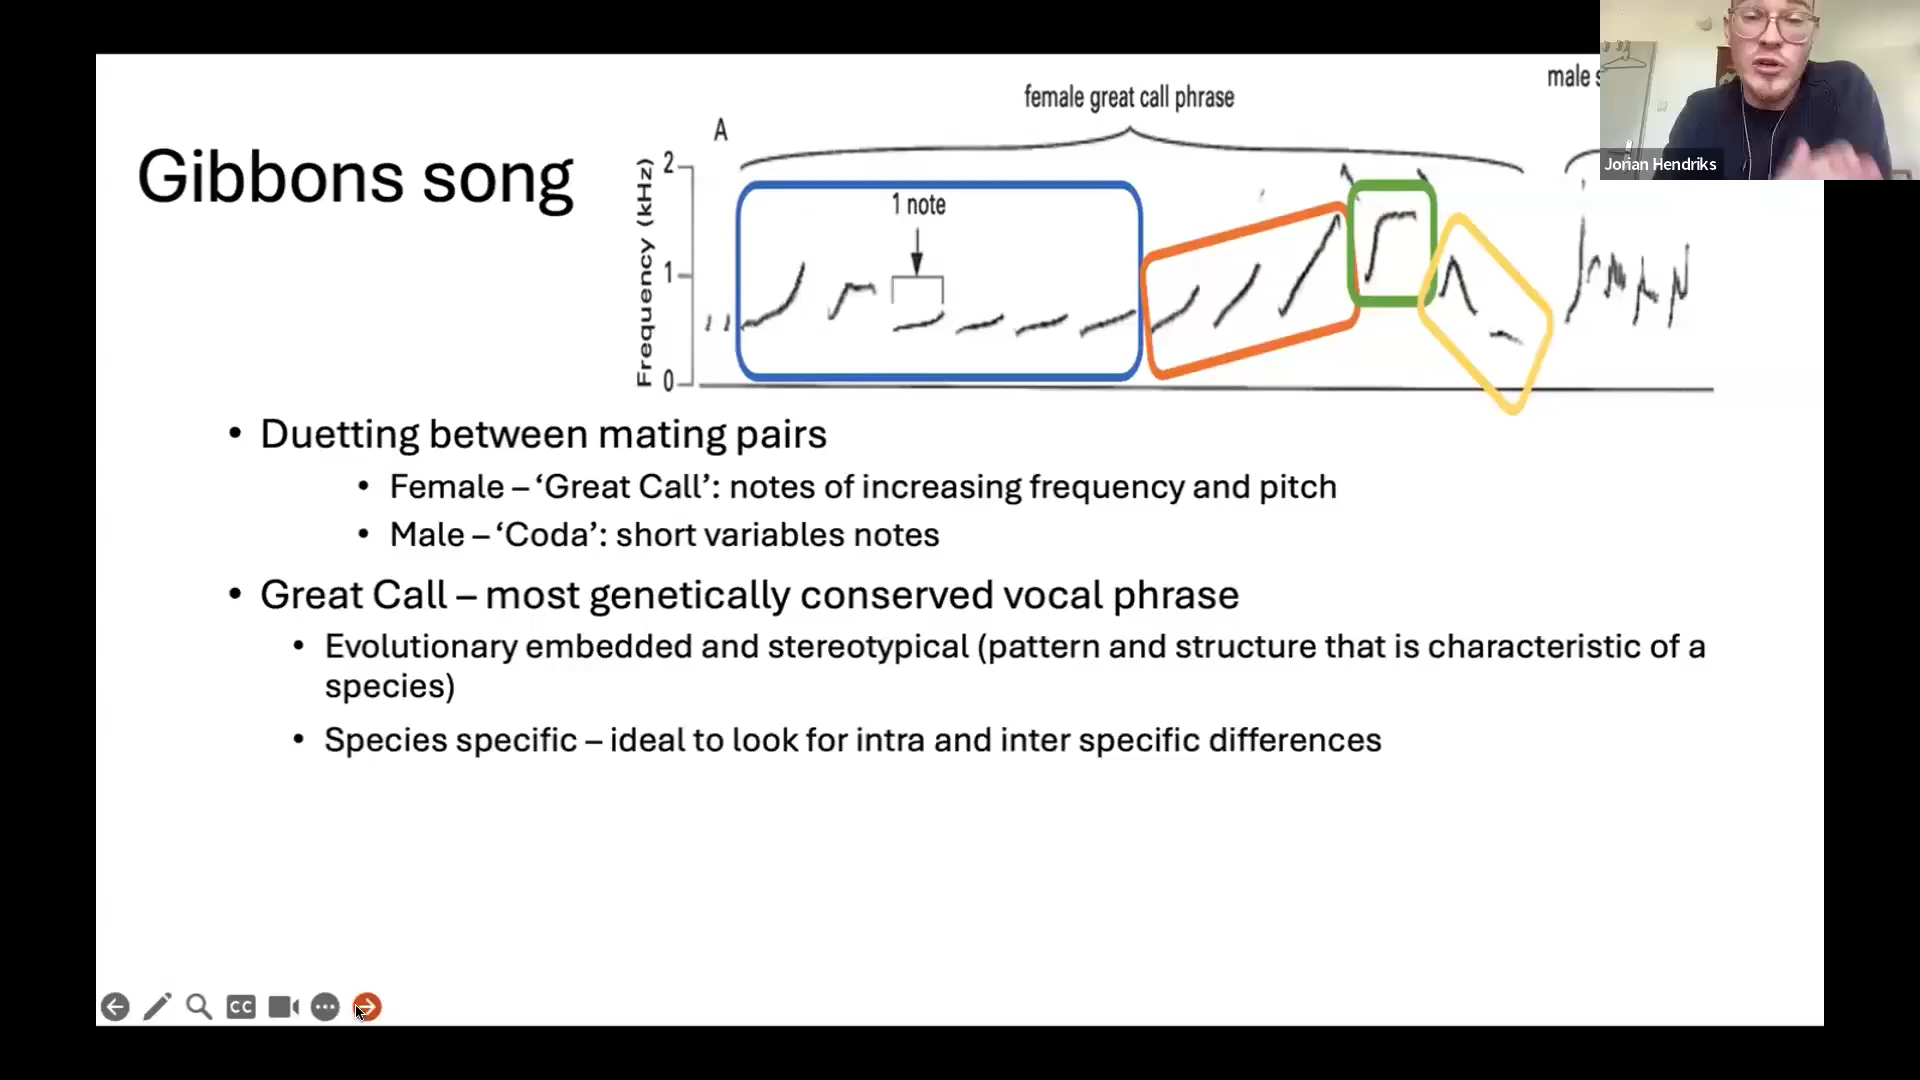 female great call phrase
male s
Jorian Hendriks
A
Gibbons song
Frequency (kHz)
2
1
0
1 note
• Duetting between mating pairs
• Female – ‘Great Call’: notes of increasing frequency and pitch
• Male – ‘Coda’: short variables notes
• Great Call – most genetically conserved vocal phrase
• Evolutionary embedded and stereotypical (pattern and structure that is characteristic of a
species)
• Species specific – ideal to look for intra and inter specific differences
CC